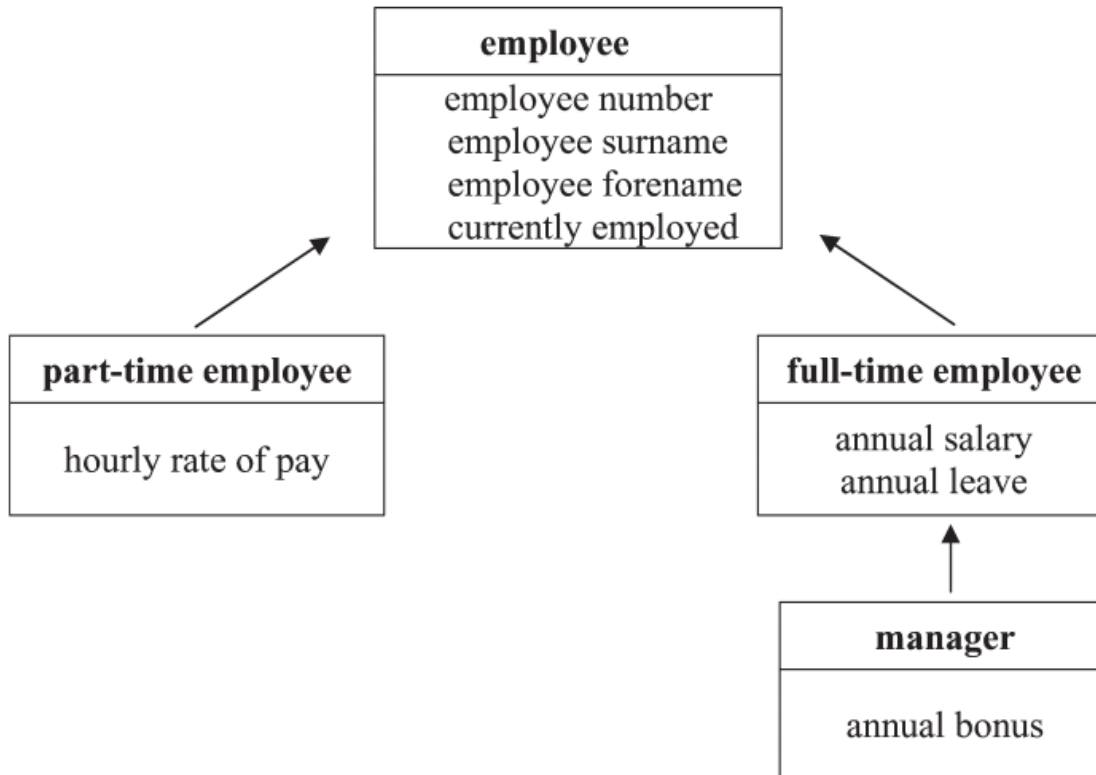 employee
employee number
employee surname
employee forename
currently employed
part-time employee
hourly rate of pay
full-time employee
annual salary
annual leave
manager
annual bonus